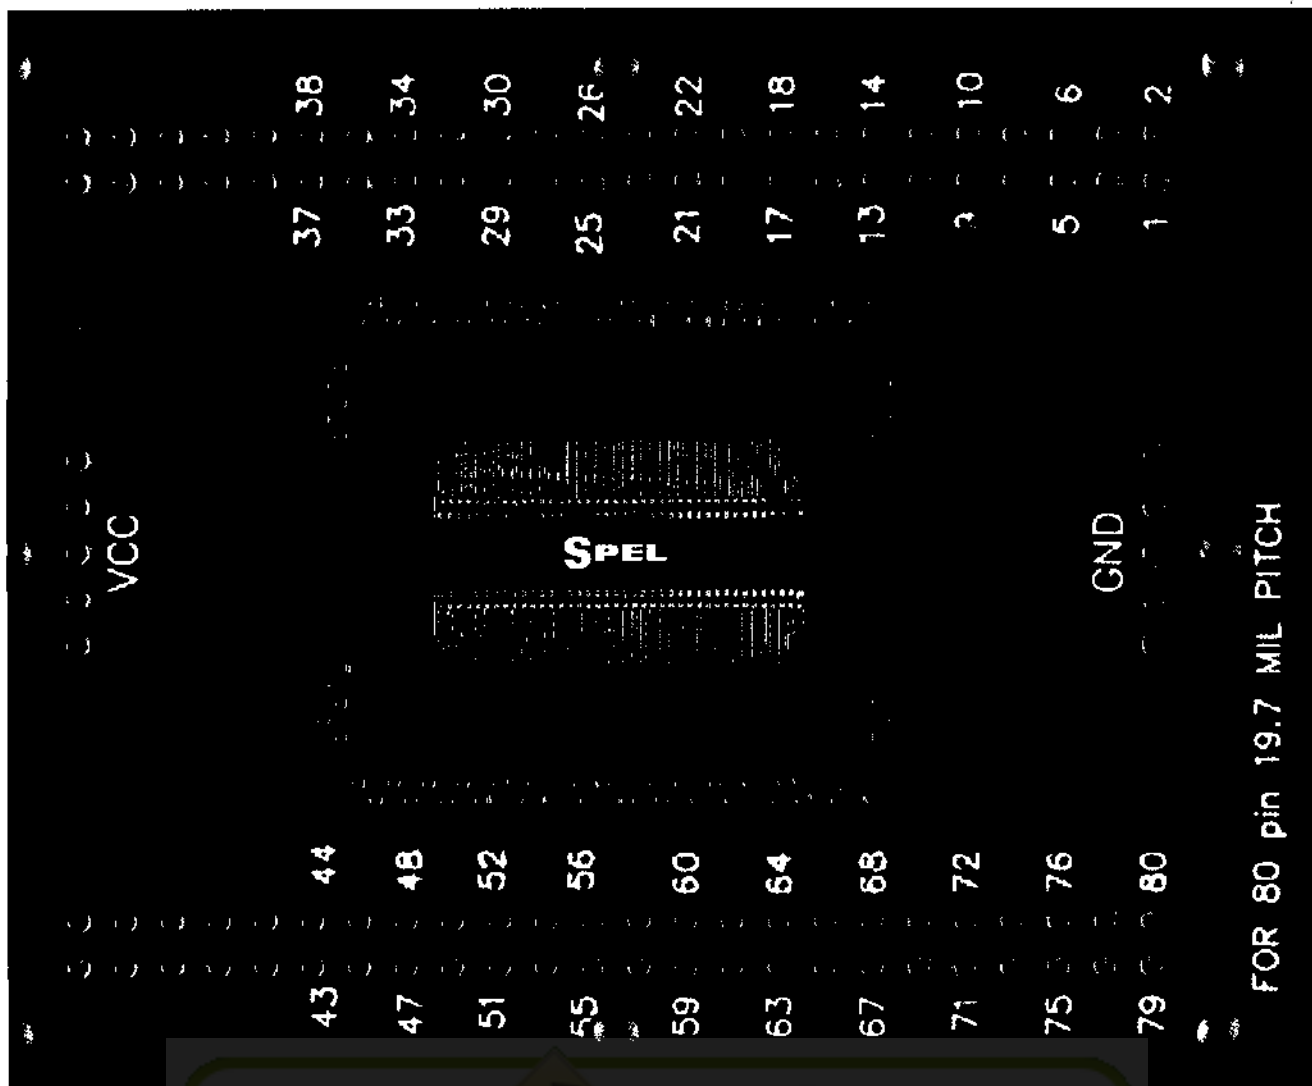 38 34 30 26 22 18 14 10 6 2
37 33 29 25 21 17 13 9 5 1
VCC
SPEL
GND
44 48 52 56 60 64 68 72 76 80
43 47 51 55 59 63 67 71 75 79
FOR 80 pin 19.7 MIL PITCH